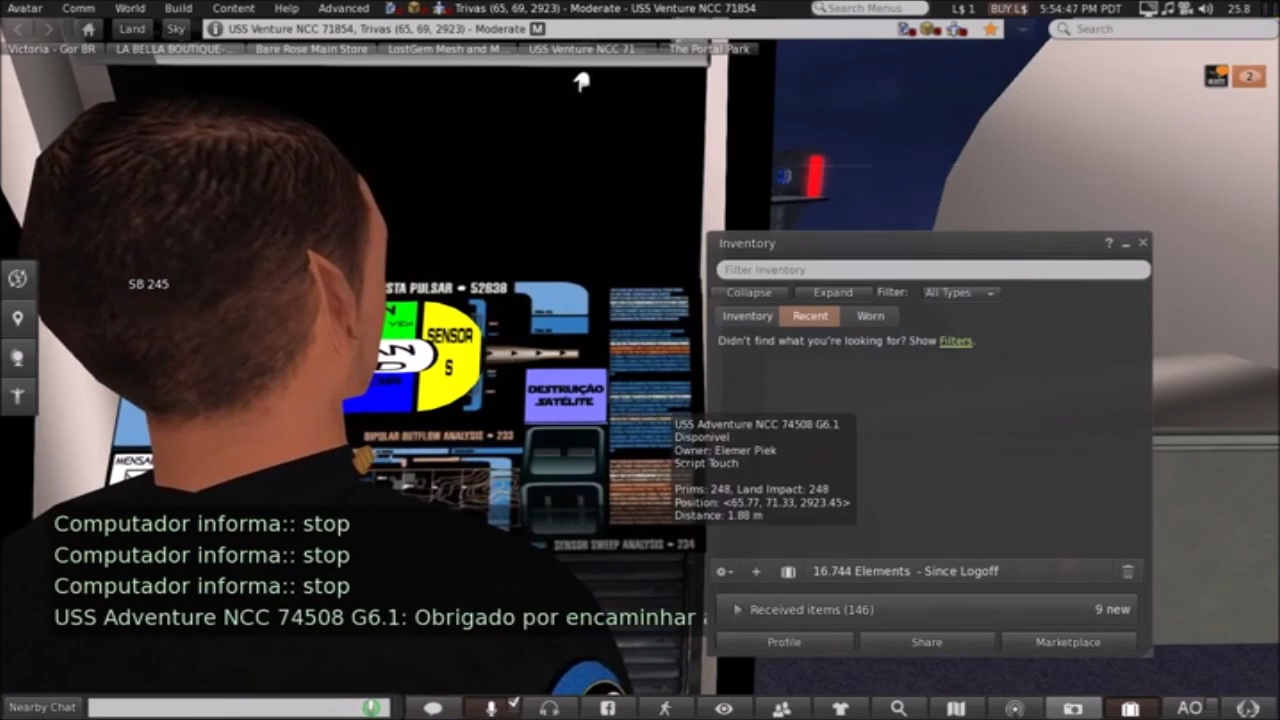 Avatar Comm World Build Content Help Advanced Trivas (65, 69, 2923) - Moderate - USS Venture NCC 71854 Search Menus L$ 1 BUY L$ 5:54:47 PM PDT 25.8
Land Sky USS Venture NCC 71854, Trivas (65, 69, 2923) - Moderate M Search
Victoria - Gor BR LA BELLA BOUTIQUE-... Bare Rose Main Store LostGem Mesh and M... USS Venture NCC 71... The Portal Park
2
Inventory ?
Filter Inventory
SB 245
STA PULSAR - 52638
Collapse Expand Filter: All Types
Inventory Recent Worn
SENSOR
S
Didn't find what you're looking for? Show Filters.
DESTRUIÇÃO
SATÉLITE
USS Adventure NCC 74508 G6.1
Disponivel
Owner: Elemer Piek
Script Touch
Prims: 248, Land Impact: 248
Position: <65.77, 71.33, 2923.45>
Distance: 1.88 m
BIPOLAR OUTFLOW ANALYSIS - 233
MENSA
SENSOR SWEEP ANALYSIS - 234
Computador informa:: stop
Computador informa:: stop
Computador informa:: stop
USS Adventure NCC 74508 G6.1: Obrigado por encaminhar
16.744 Elements - Since Logoff
Received items (146) 9 new
Profile Share Marketplace
Nearby Chat AO